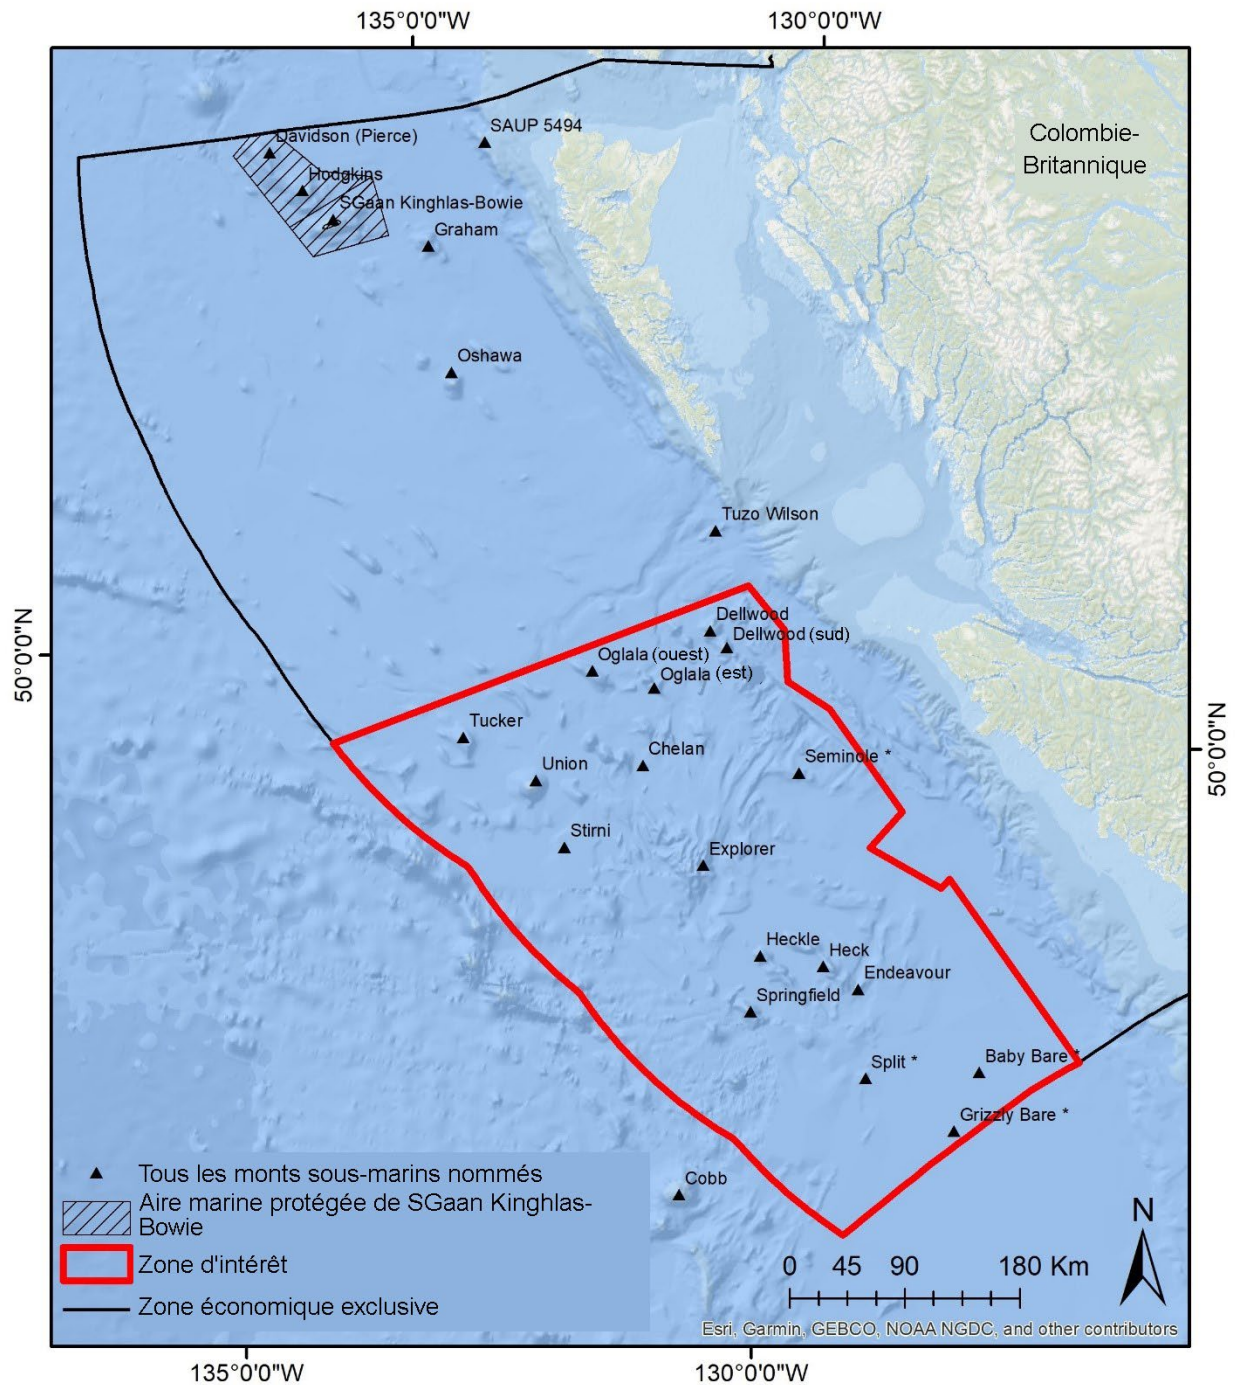 135°0'0"W
130°0'0"W
Colombie-
Britannique
SAUP 5494
Davidson (Pierce)
Hodgkins
SGaan Kinghlas-Bowie
Graham
Oshawa
Tuzo Wilson
50°0'0"N
Dellwood
Dellwood (sud)
Oglala (ouest)
Oglala (est)
Tucker
Union
Chelan
Seminole *
50°0'0"N
Stirni
Explorer
Heckle
Heck
Endeavour
Springfield
Split *
Baby Bare *
Grizzly Bare *
Cobb
Tous les monts sous-marins nommés
Aire marine protégée de SGaan Kinghlas-
Bowie
Zone d'intérêt
Zone économique exclusive
N
0 45 90 180 Km
Esri, Garmin, GEBCO, NOAA NGDC, and other contributors
135°0'0"W
130°0'0"W